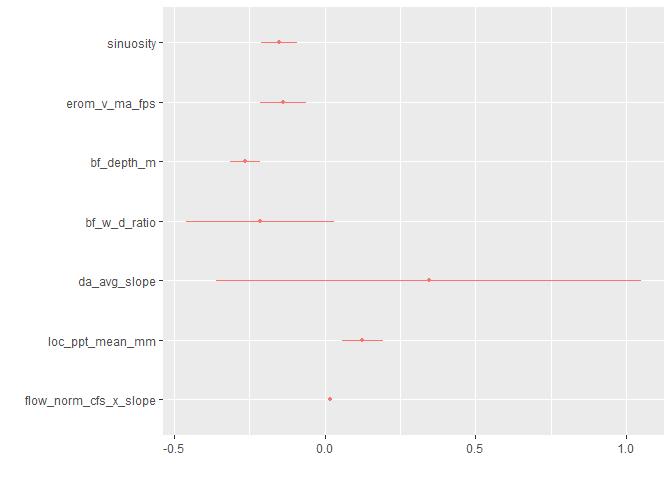 sinuosity
erom_v_ma_fps
bf_depth_m
bf_w_d_ratio
da_avg_slope
loc_ppt_mean_mm
flow_norm_cfs_x_slope
-0.5 0.0 0.5 1.0